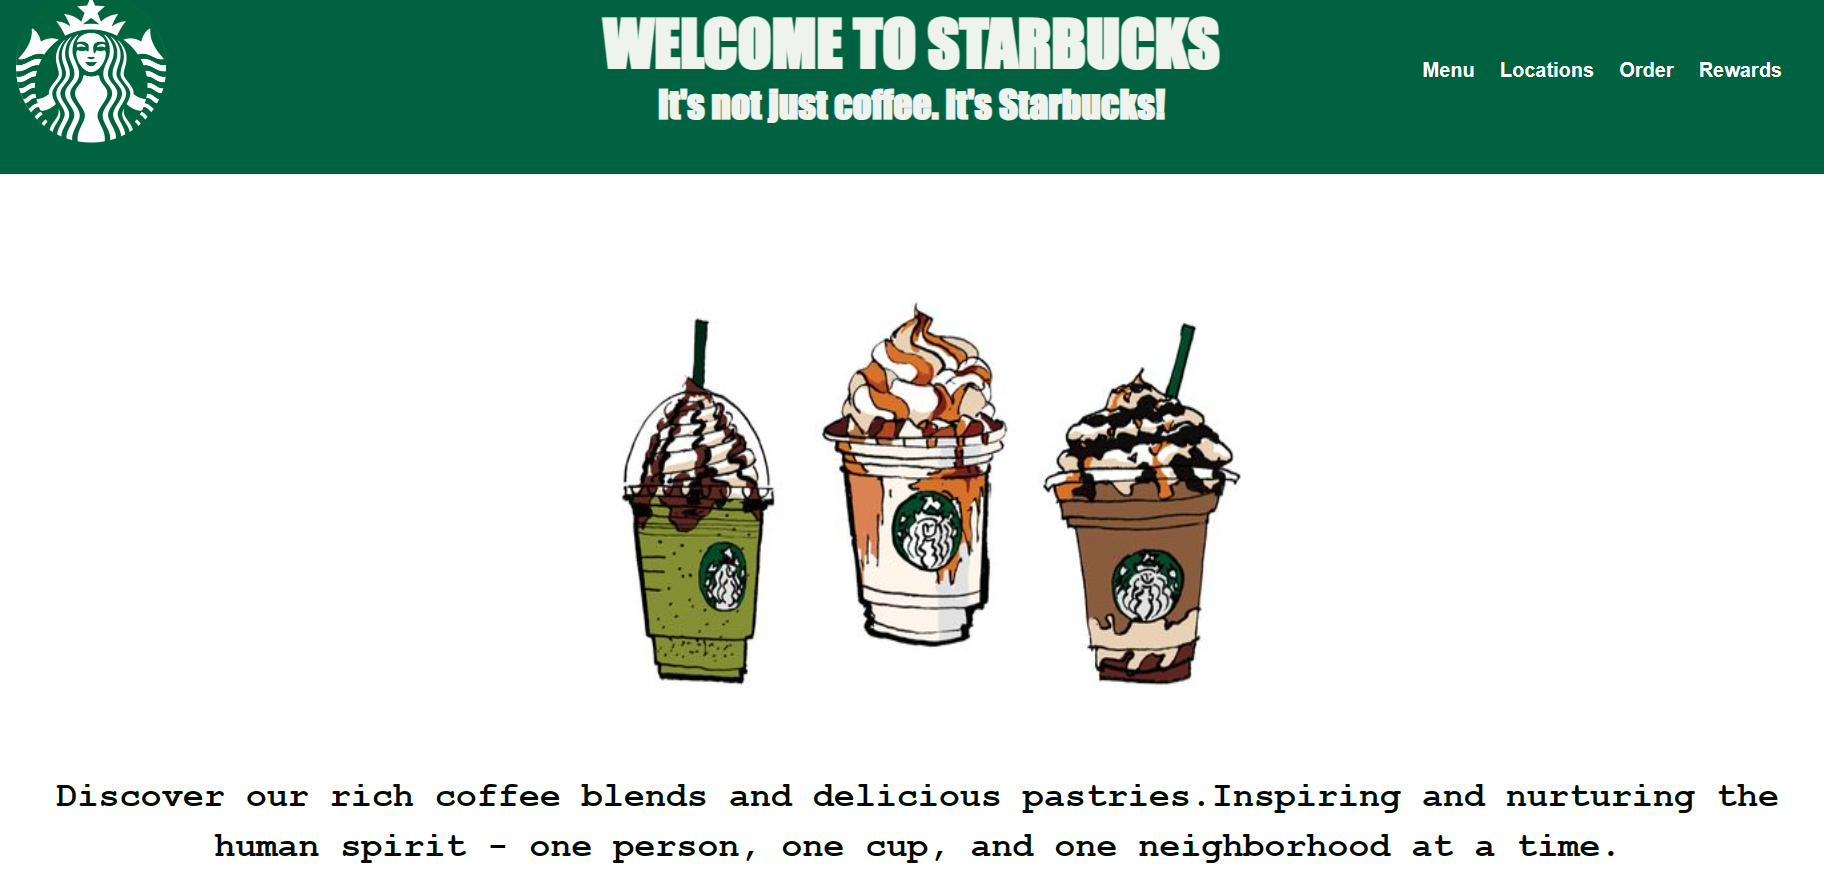 WELCOME TO STARBUCKS
It's not just coffee. It's Starbucks!
Menu Locations Order Rewards
Discover our rich coffee blends and delicious pastries.Inspiring and nurturing the
human spirit - one person, one cup, and one neighborhood at a time.